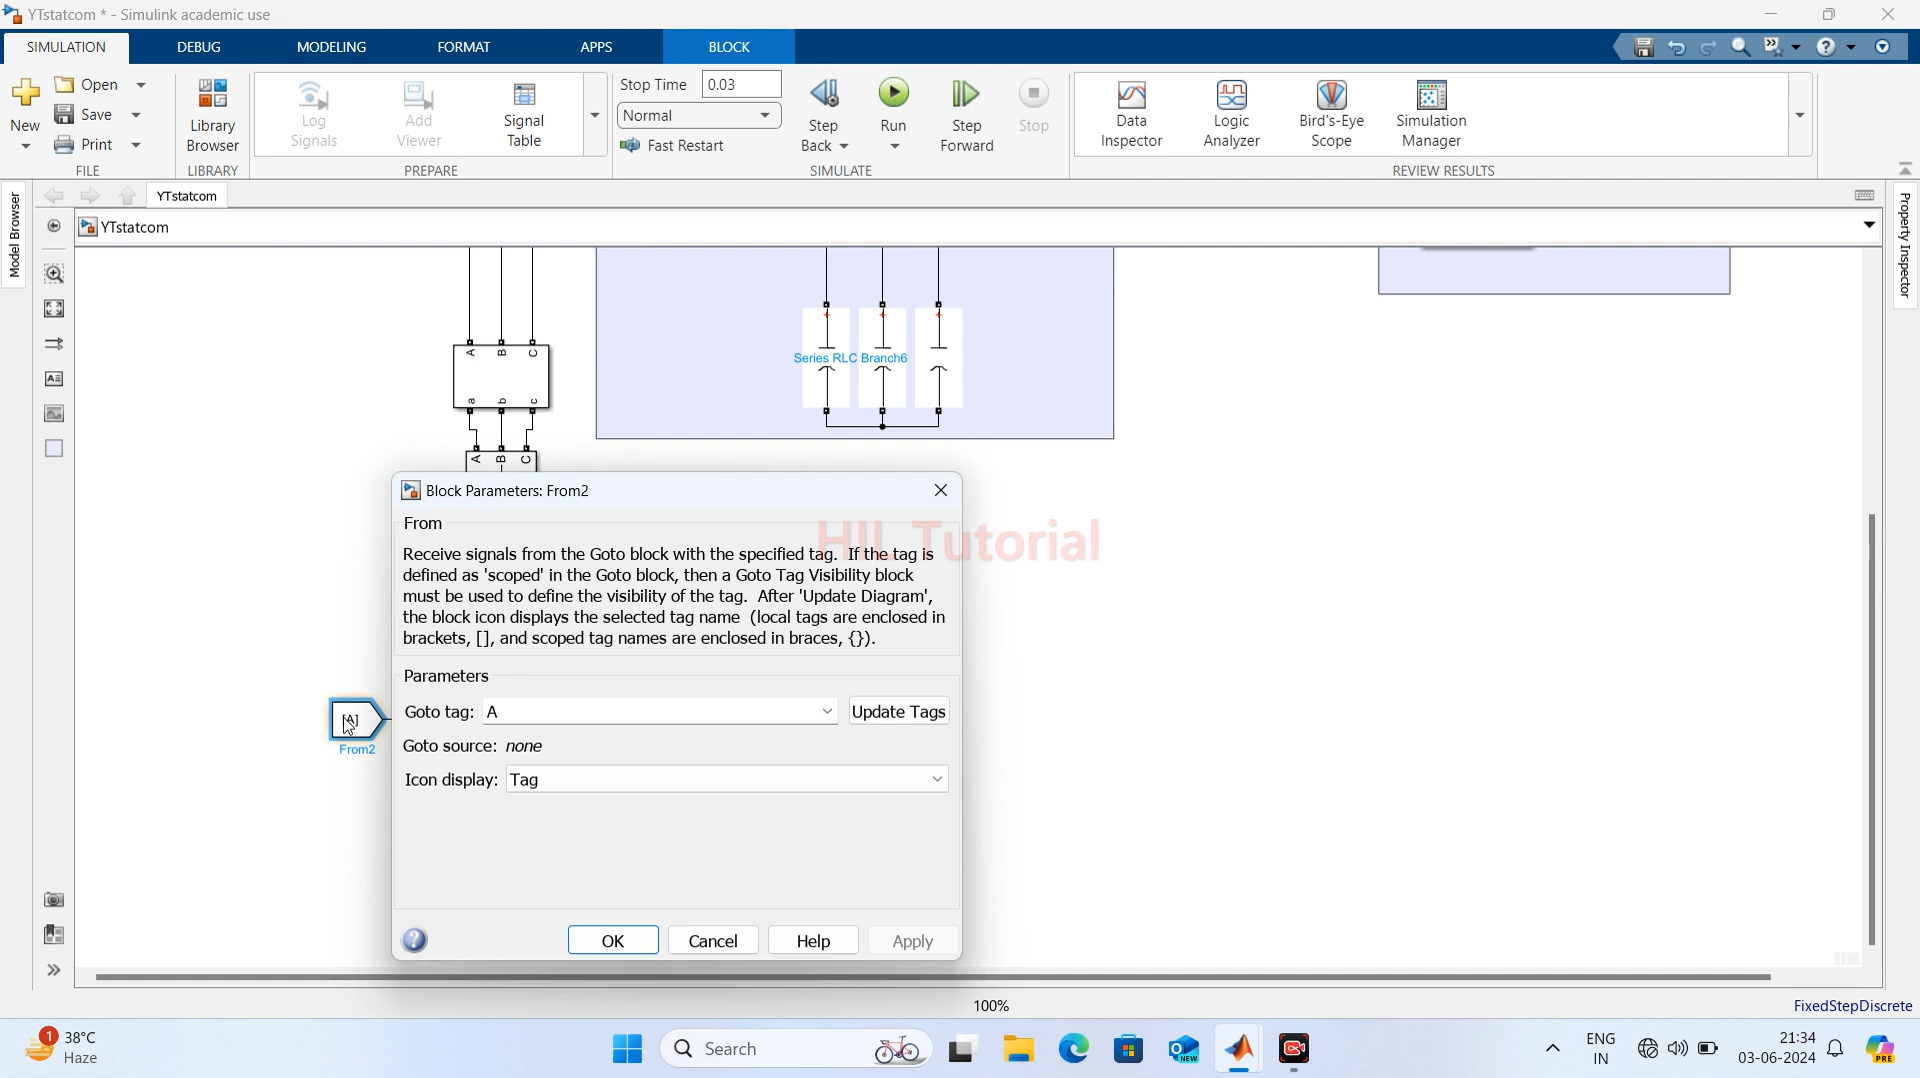 YTstatcom * - Simulink academic use
SIMULATION
DEBUG
MODELING
FORMAT
APPS
BLOCK
New
Open
Save
Print
FILE
Library
Browser
LIBRARY
Log
Signals
Add
Viewer
Signal
Table
PREPARE
Stop Time 0.03
Normal
Fast Restart
Step
Back
Run
Step
Forward
Stop
SIMULATE
Data
Inspector
Logic
Analyzer
Bird's-Eye
Scope
Simulation
Manager
REVIEW RESULTS
Model Browser
YTstatcom
YTstatcom
Property Inspector
A B C
a b c
A B C
Series RLC Branch6
HIL Tutorial
Block Parameters: From2
From
Receive signals from the Goto block with the specified tag. If the tag is
defined as 'scoped' in the Goto block, then a Goto Tag Visibility block
must be used to define the visibility of the tag. After 'Update Diagram',
the block icon displays the selected tag name (local tags are enclosed in
brackets, [], and scoped tag names are enclosed in braces, {}).
Parameters
Goto tag: A
Update Tags
Goto source: none
Icon display: Tag
OK
Cancel
Help
Apply
[A]
From2
100%
FixedStepDiscrete
1
38°C
Haze
Search
NEW
ENG
IN
21:34
03-06-2024
PRE